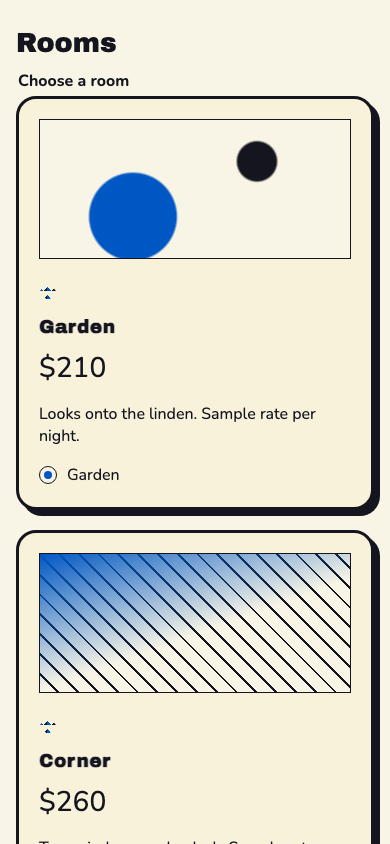 Rooms
Choose a room
Garden
$210
Looks onto the linden. Sample rate per
night.
Garden
Corner
$260